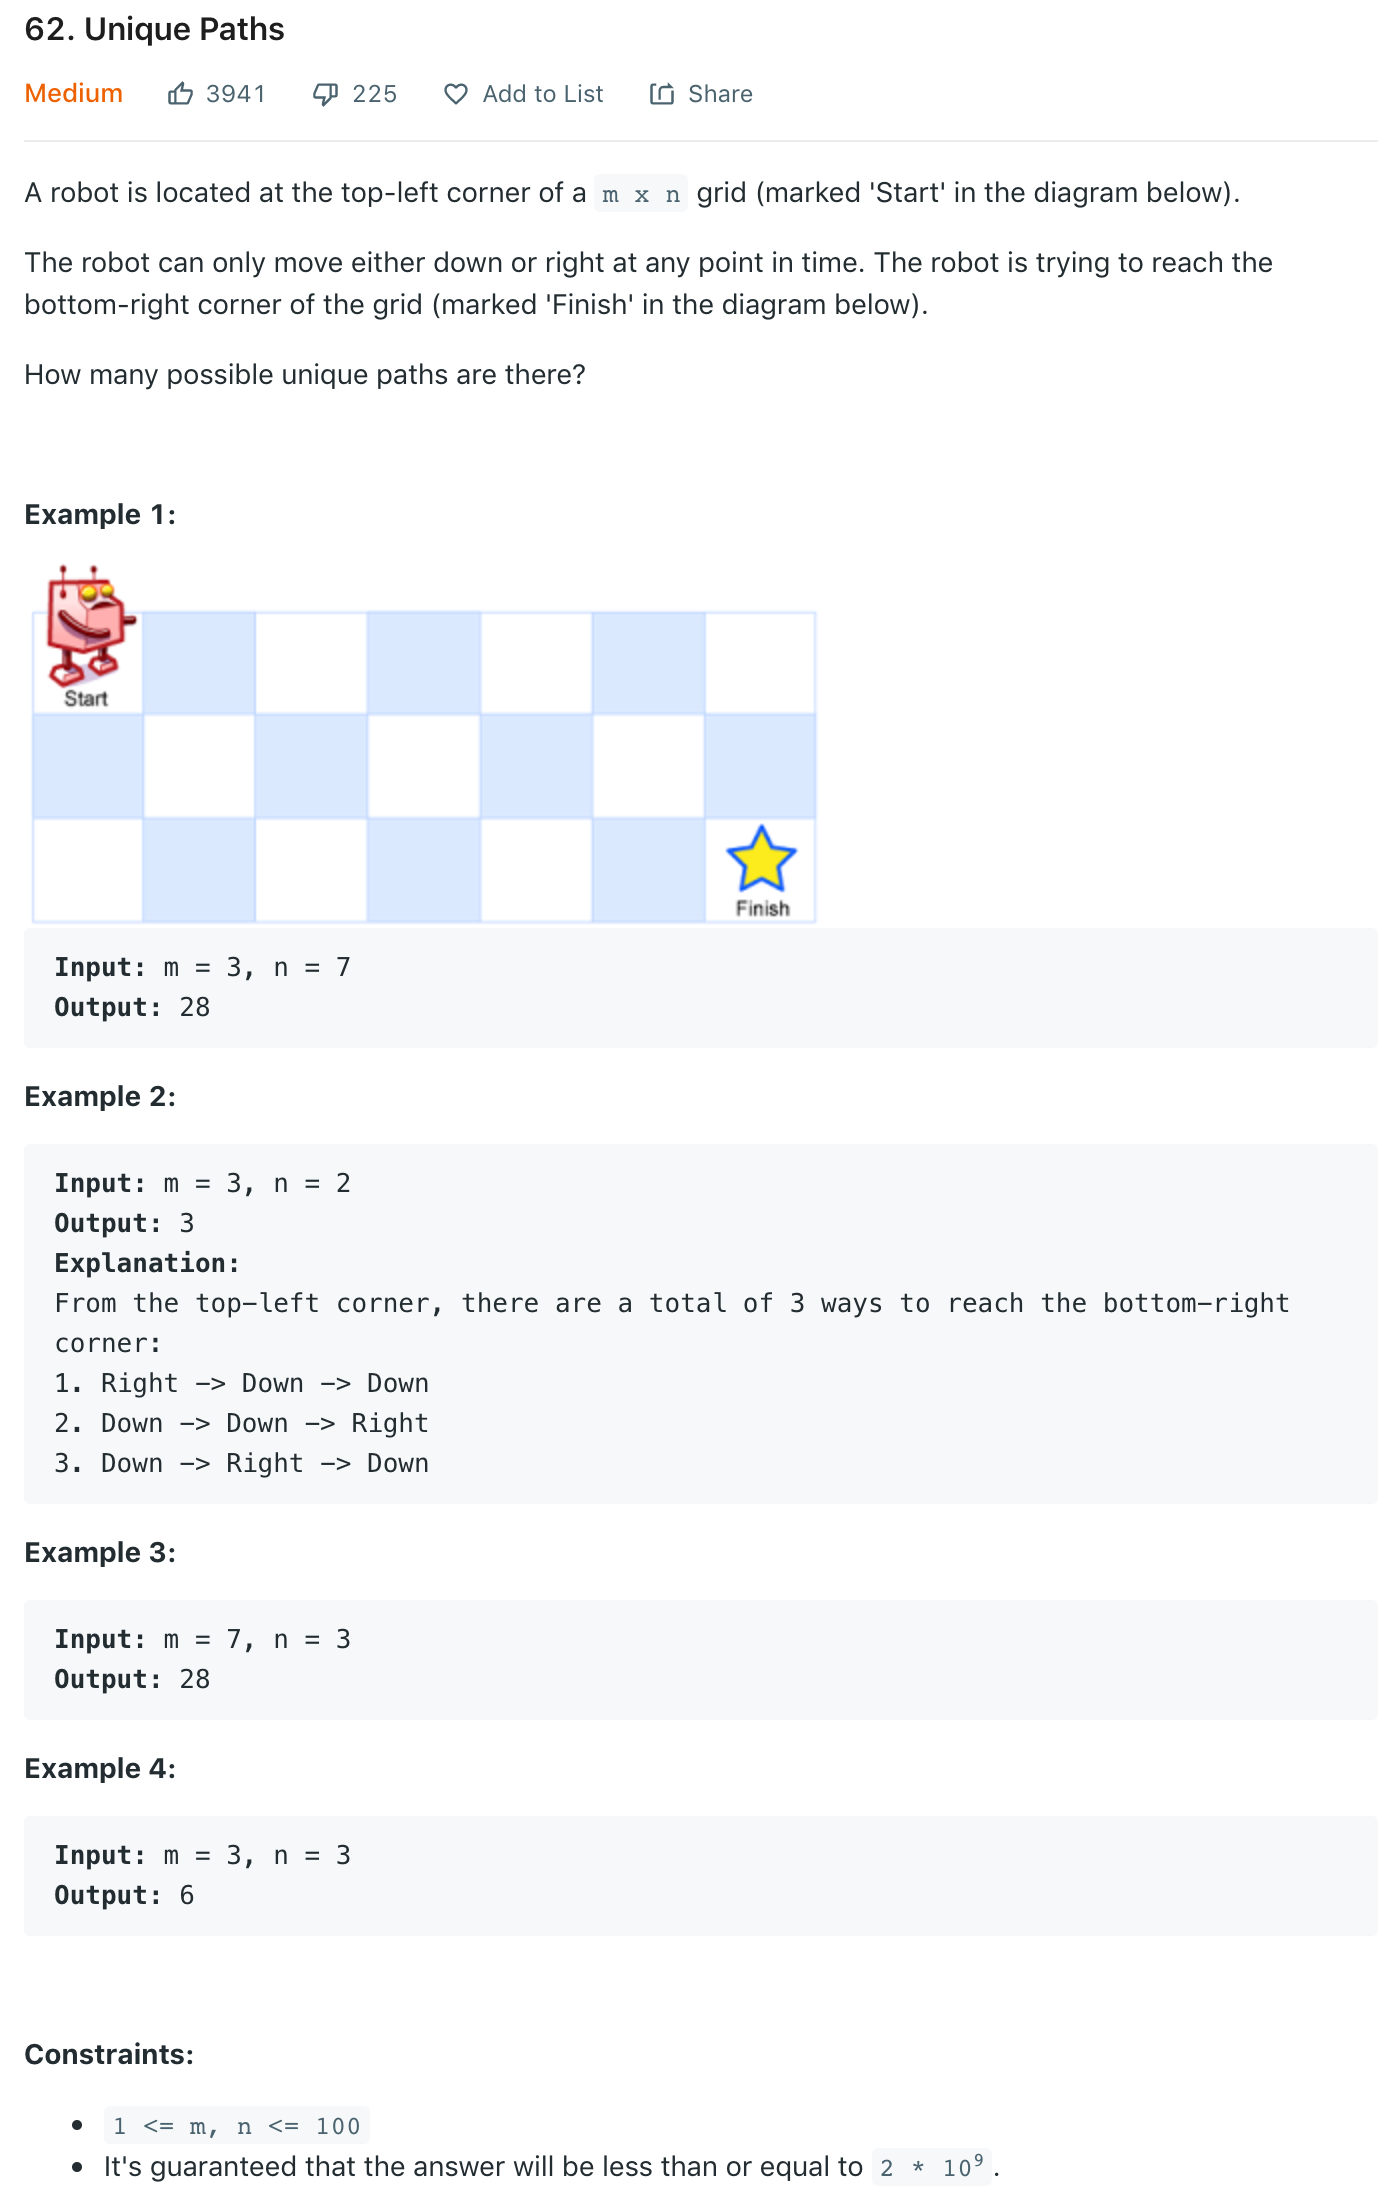 62. Unique Paths
Medium 3941 225 Add to List Share
A robot is located at the top-left corner of a m x n grid (marked 'Start' in the diagram below).
The robot can only move either down or right at any point in time. The robot is trying to reach the
bottom-right corner of the grid (marked 'Finish' in the diagram below).
How many possible unique paths are there?
Example 1:
Start
Finish
Input: m = 3, n = 7
Output: 28
Example 2:
Input: m = 3, n = 2
Output: 3
Explanation:
From the top-left corner, there are a total of 3 ways to reach the bottom-right
corner:
1. Right -> Down -> Down
2. Down -> Down -> Right
3. Down -> Right -> Down
Example 3:
Input: m = 7, n = 3
Output: 28
Example 4:
Input: m = 3, n = 3
Output: 6
Constraints:
• 1 <= m, n <= 100
• It's guaranteed that the answer will be less than or equal to 2 * 10⁹.